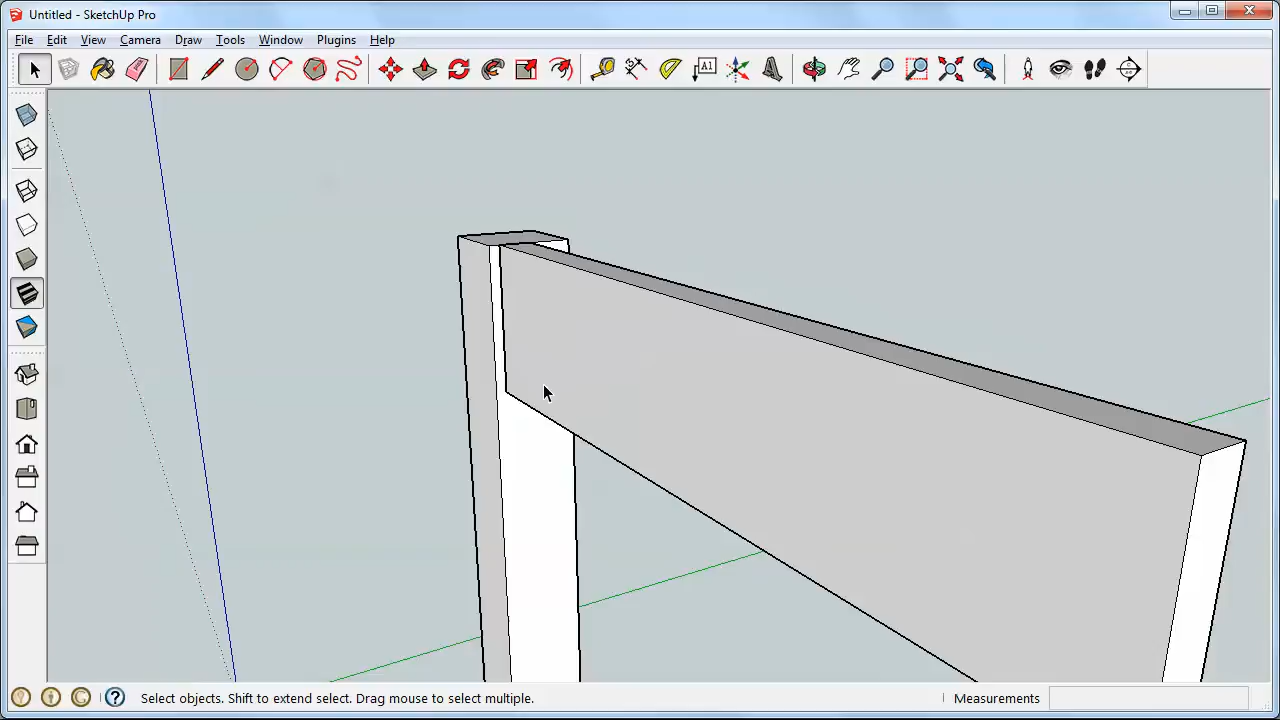 Untitled - SketchUp Pro
File Edit View Camera Draw Tools Window Plugins Help
A1
Select objects. Shift to extend select. Drag mouse to select multiple.
Measurements